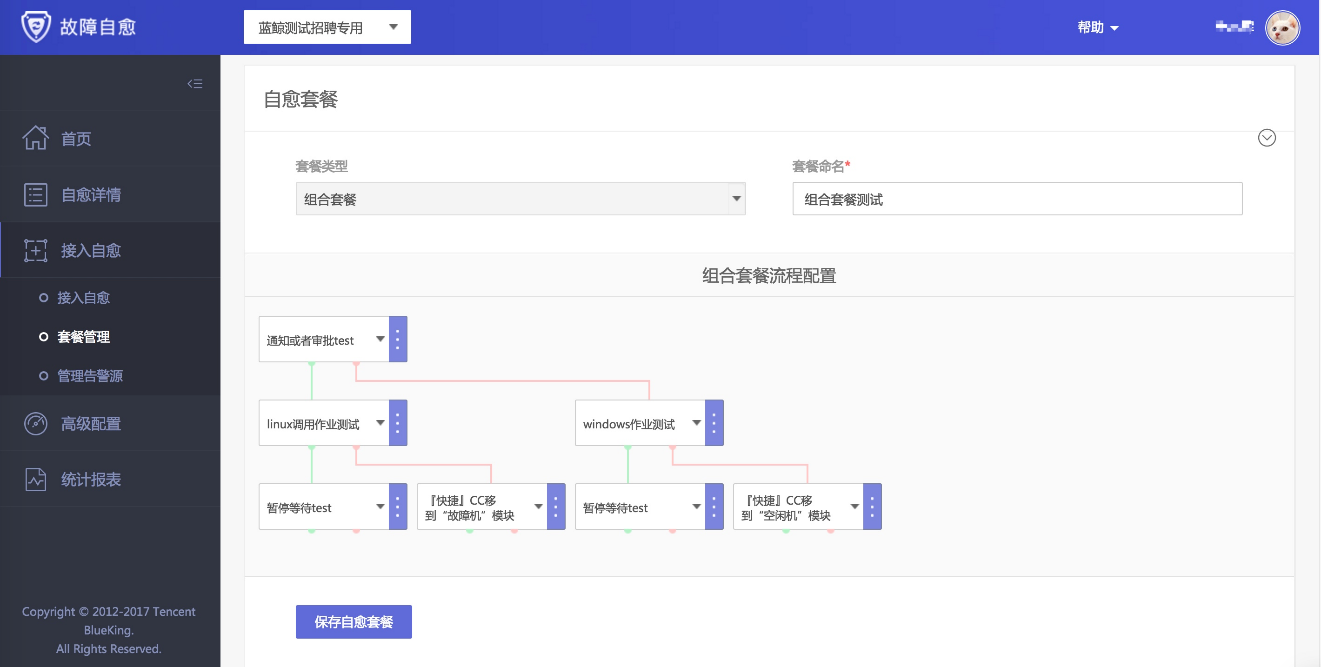 故障自愈
蓝鲸测试招聘专用
帮助
首页
自愈详情
接入自愈
接入自愈
套餐管理
管理告警源
高级配置
统计报表
Copyright © 2012-2017 Tencent
BlueKing.
All Rights Reserved.
自愈套餐
套餐类型
套餐命名*
组合套餐
组合套餐测试
组合套餐流程配置
通知或者审批test
linux调用作业测试
windows作业测试
暂停等待test
『快捷』CC移
到“故障机”模块
暂停等待test
『快捷』CC移
到“空闲机”模块
保存自愈套餐